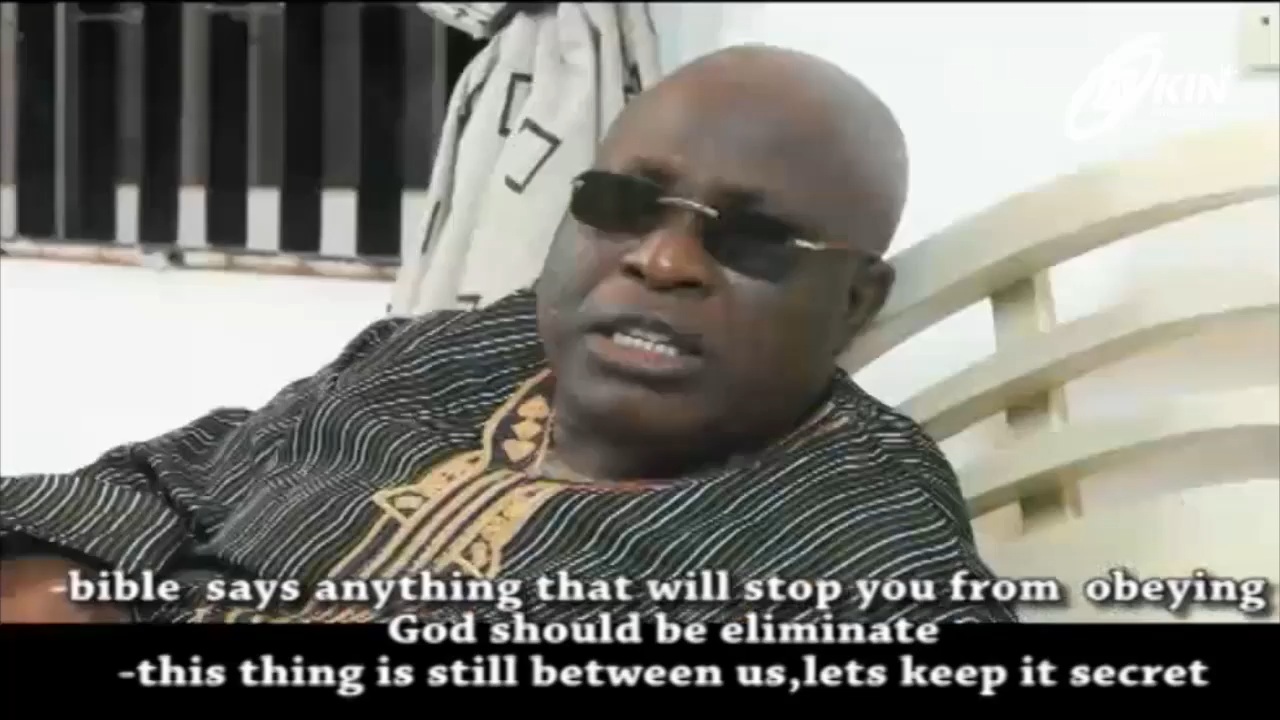 KIN
-bible says anything that will stop you from obeying
God should be eliminate
-this thing is still between us,lets keep it secret